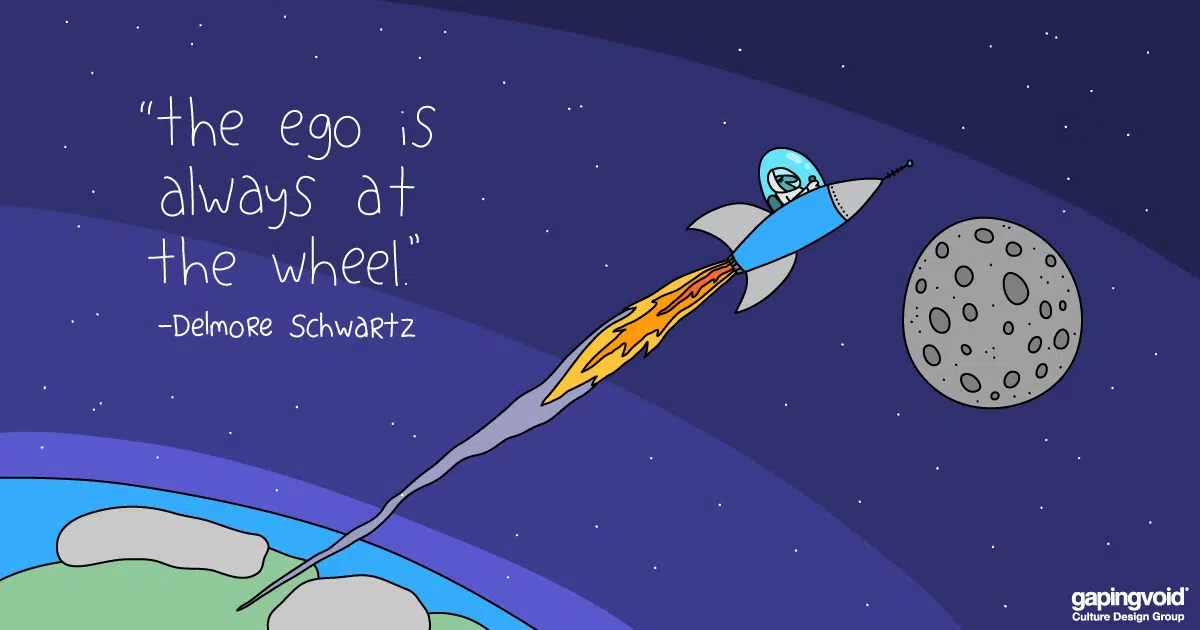 "the ego is
always at
the wheel."
-Delmore Schwartz
gapingvoid®
Culture Design Group